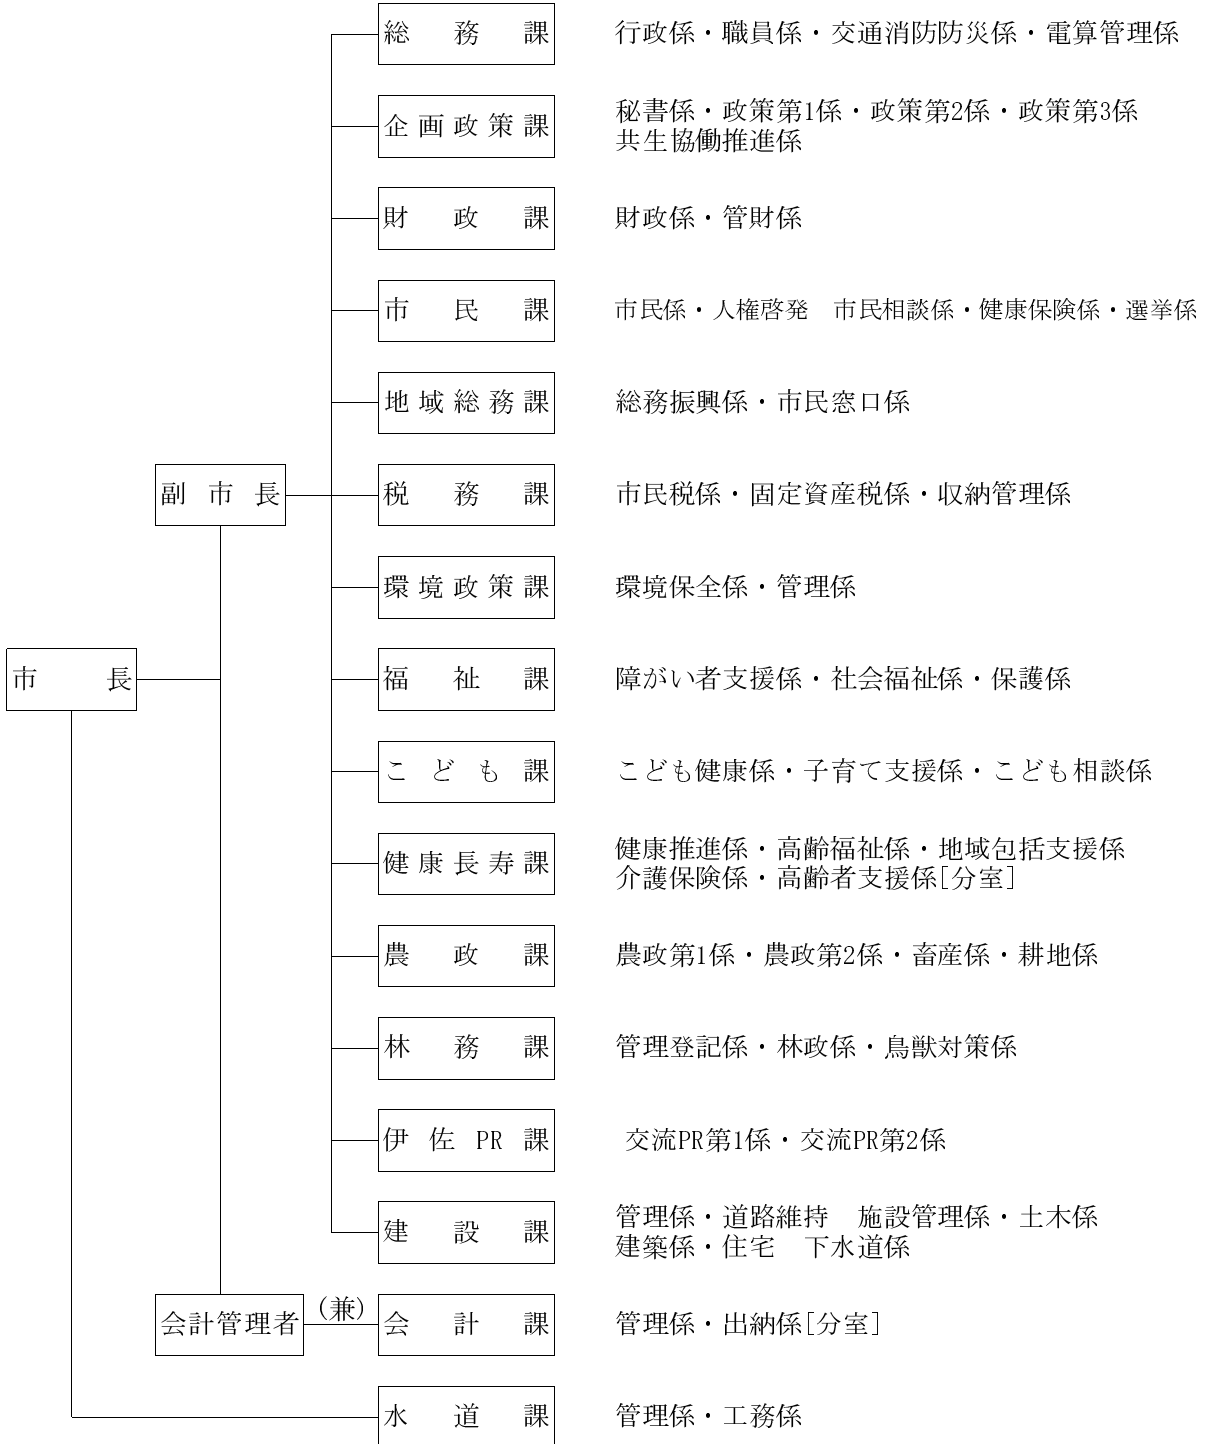 総務課 行政係・職員係・交通消防防災係・電算管理係
企画政策課 秘書係・政策第1係・政策第2係・政策第3係
共生協働推進係
財政課 財政係・管財係
市民課 市民係・人権啓発　市民相談係・健康保険係・選挙係
地域総務課 総務振興係・市民窓口係
副市長 税務課 市民税係・固定資産税係・収納管理係
環境政策課 環境保全係・管理係
市長 福祉課 障がい者支援係・社会福祉係・保護係
こども課 こども健康係・子育て支援係・こども相談係
健康長寿課 健康推進係・高齢福祉係・地域包括支援係
介護保険係・高齢者支援係[分室]
農政課 農政第1係・農政第2係・畜産係・耕地係
林務課 管理登記係・林政係・鳥獣対策係
伊佐PR課 交流PR第1係・交流PR第2係
建設課 管理係・道路維持　施設管理係・土木係
建築係・住宅　下水道係
会計管理者 (兼) 会計課 管理係・出納係[分室]
水道課 管理係・工務係